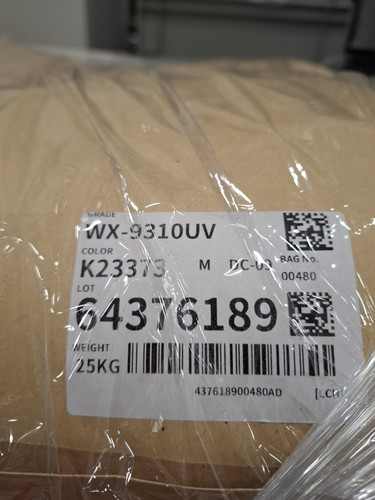 GRADE
WX-9310UV
COLOR
K23373 M DC-03 BAG No.
00480
LOT
64376189
WEIGHT
25KG
437618900480AD